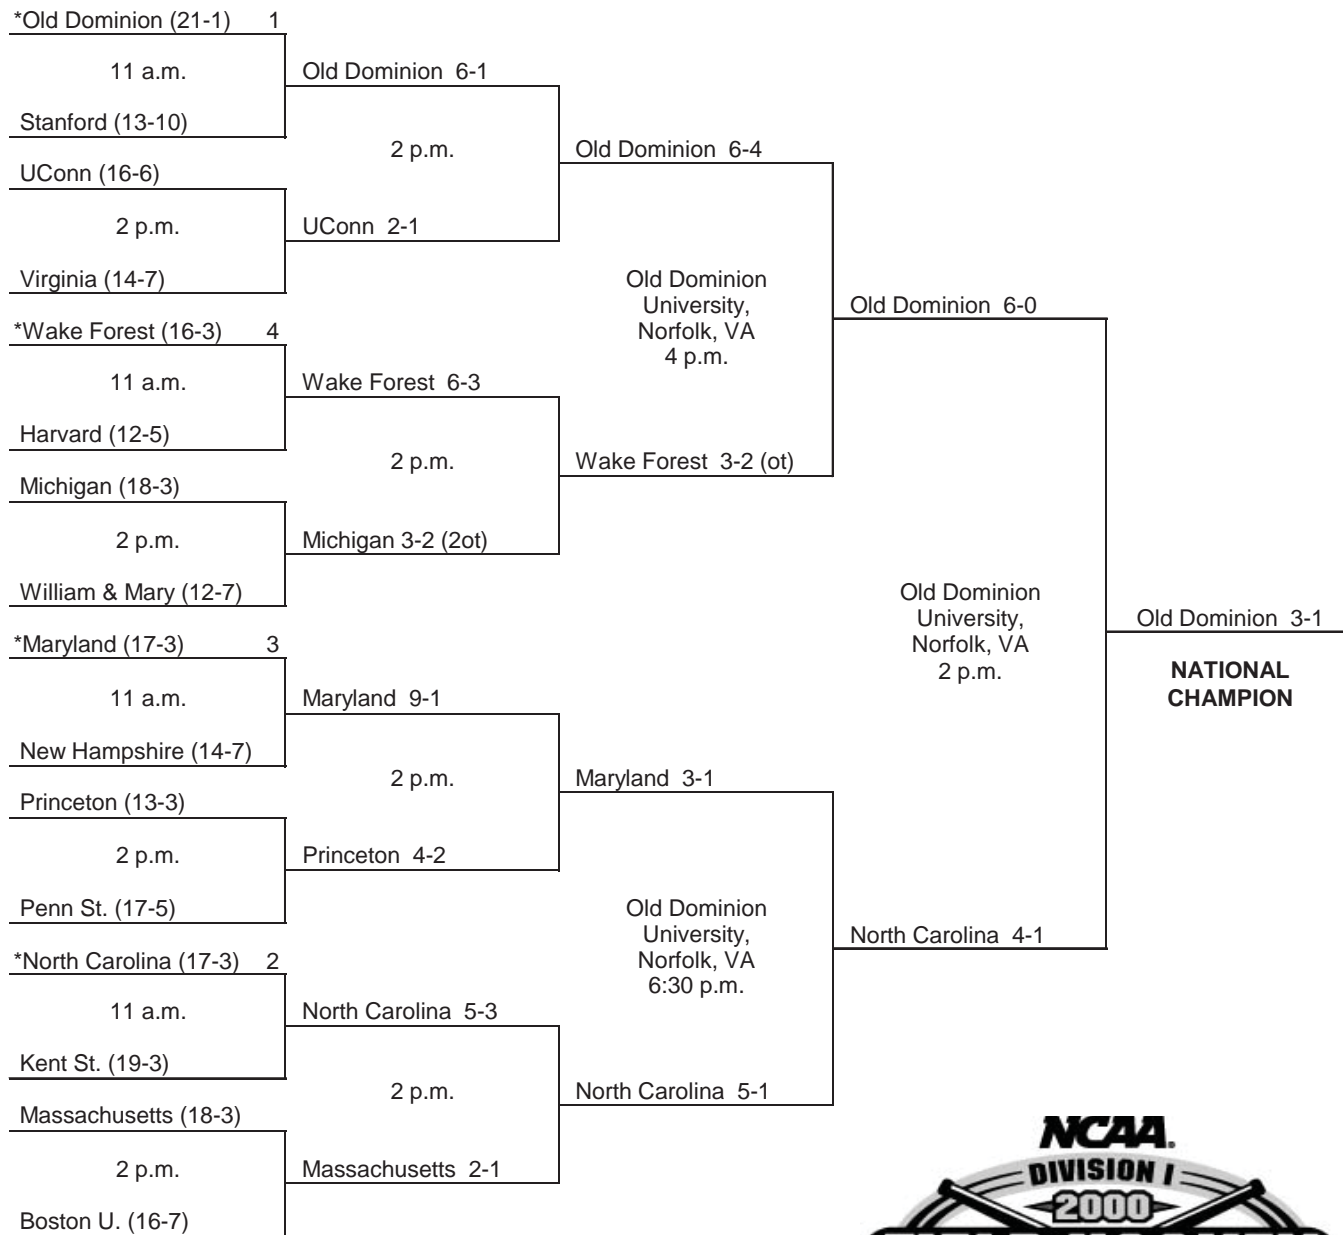 *Old Dominion (21-1) 1
11 a.m.
Stanford (13-10)
UConn (16-6)
2 p.m.
Virginia (14-7)
*Wake Forest (16-3) 4
11 a.m.
Harvard (12-5)
Michigan (18-3)
2 p.m.
William & Mary (12-7)
*Maryland (17-3) 3
11 a.m.
New Hampshire (14-7)
Princeton (13-3)
2 p.m.
Penn St. (17-5)
*North Carolina (17-3) 2
11 a.m.
Kent St. (19-3)
Massachusetts (18-3)
2 p.m.
Boston U. (16-7)
Old Dominion 6-1
2 p.m.
UConn 2-1
Wake Forest 6-3
2 p.m.
Michigan 3-2 (2ot)
Maryland 9-1
2 p.m.
Princeton 4-2
North Carolina 5-3
2 p.m.
Massachusetts 2-1
Old Dominion 6-4
Old Dominion
University,
Norfolk, VA
4 p.m.
Wake Forest 3-2 (ot)
Maryland 3-1
Old Dominion
University,
Norfolk, VA
6:30 p.m.
North Carolina 5-1
Old Dominion 6-0
Old Dominion
University,
Norfolk, VA
2 p.m.
North Carolina 4-1
Old Dominion 3-1
NATIONAL
CHAMPION
NCAA®
DIVISION I
2000